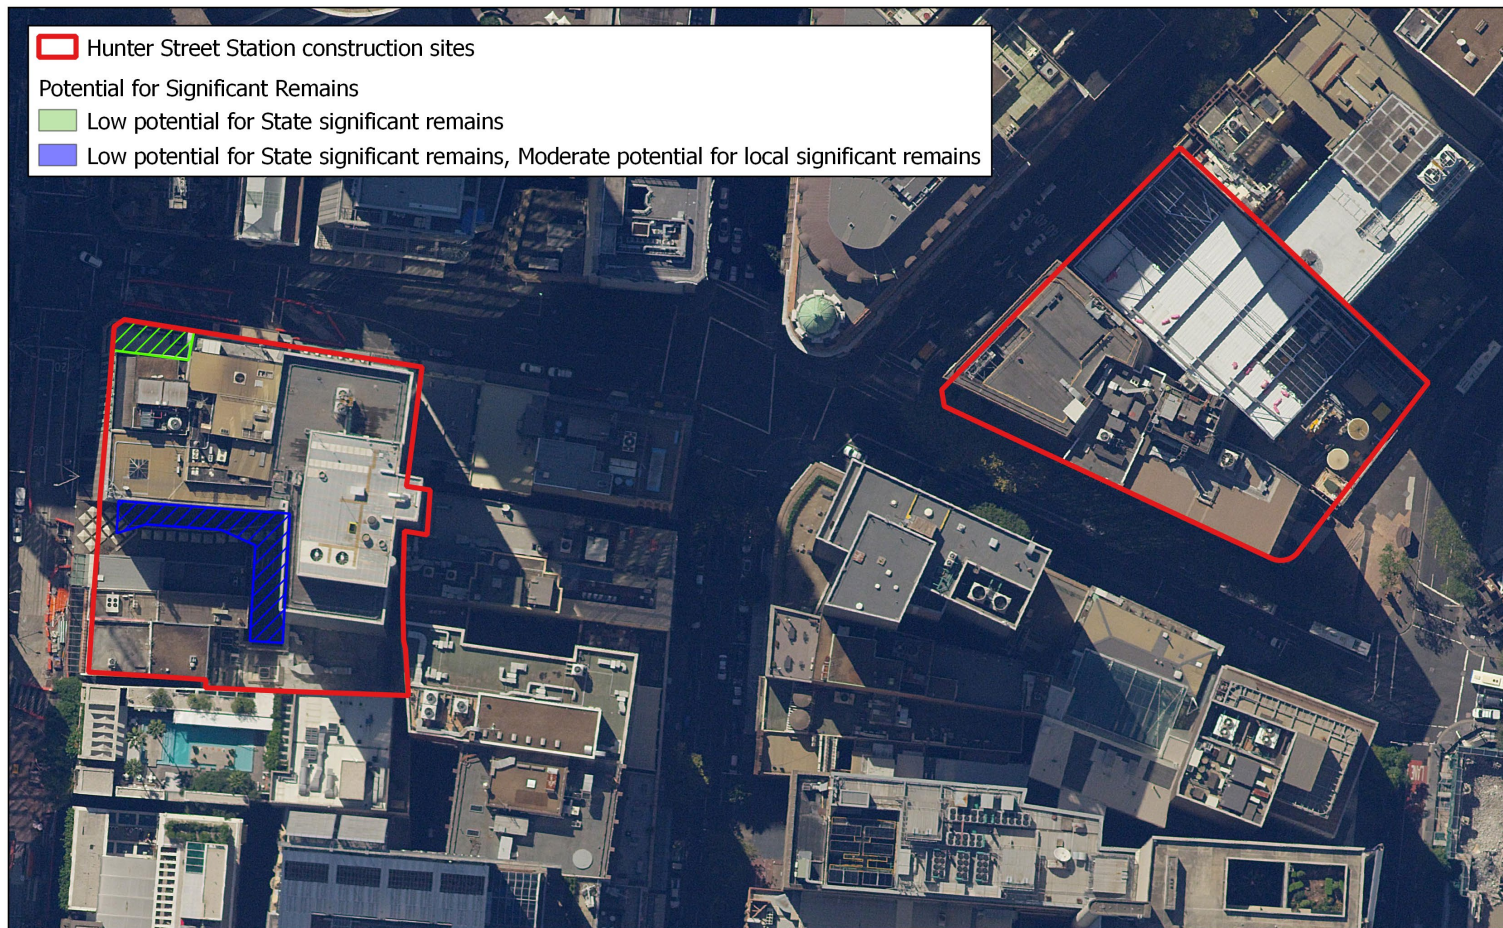 Hunter Street Station construction sites
Potential for Significant Remains
Low potential for State significant remains
Low potential for State significant remains, Moderate potential for local significant remains